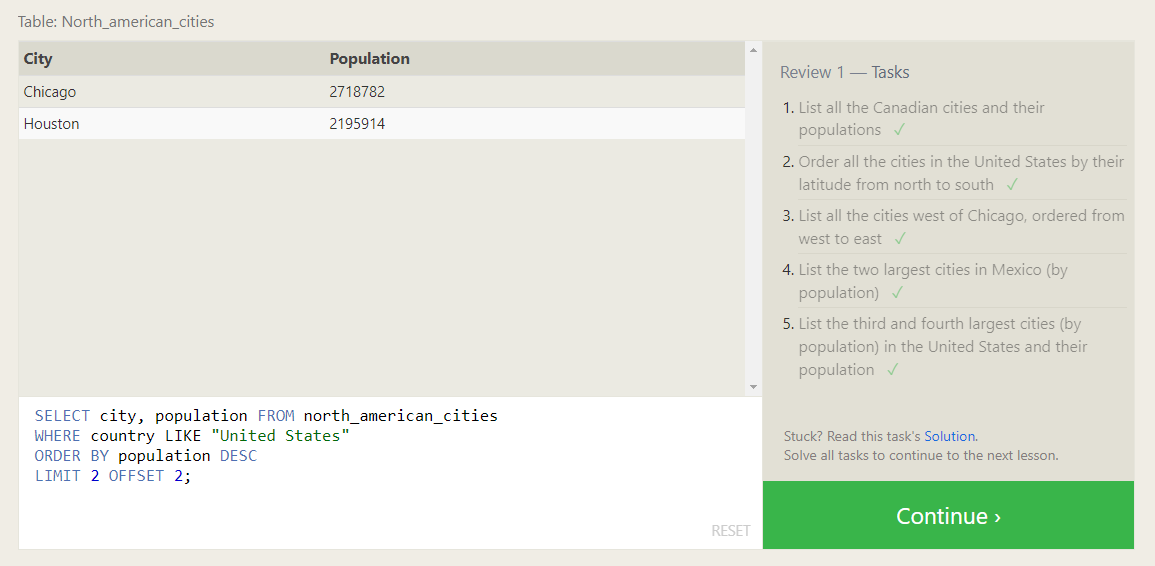 Table: North_american_cities
City Population
Chicago 2718782
Houston 2195914
SELECT city, population FROM north_american_cities
WHERE country LIKE "United States"
ORDER BY population DESC
LIMIT 2 OFFSET 2;
RESET
Review 1 — Tasks
1. List all the Canadian cities and their
populations ✓
2. Order all the cities in the United States by their
latitude from north to south ✓
3. List all the cities west of Chicago, ordered from
west to east ✓
4. List the two largest cities in Mexico (by
population) ✓
5. List the third and fourth largest cities (by
population) in the United States and their
population ✓
Stuck? Read this task's Solution.
Solve all tasks to continue to the next lesson.
Continue ›